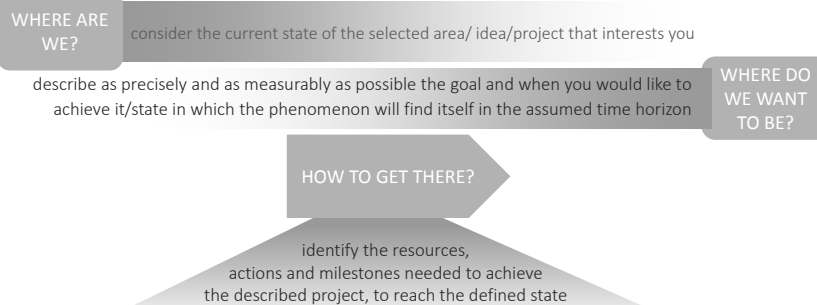 WHERE ARE
WE?
consider the current state of the selected area/ idea/project that interests you
describe as precisely and as measurably as possible the goal and when you would like to
achieve it/state in which the phenomenon will find itself in the assumed time horizon
WHERE DO
WE WANT
TO BE?
HOW TO GET THERE?
identify the resources,
actions and milestones needed to achieve
the described project, to reach the defined state